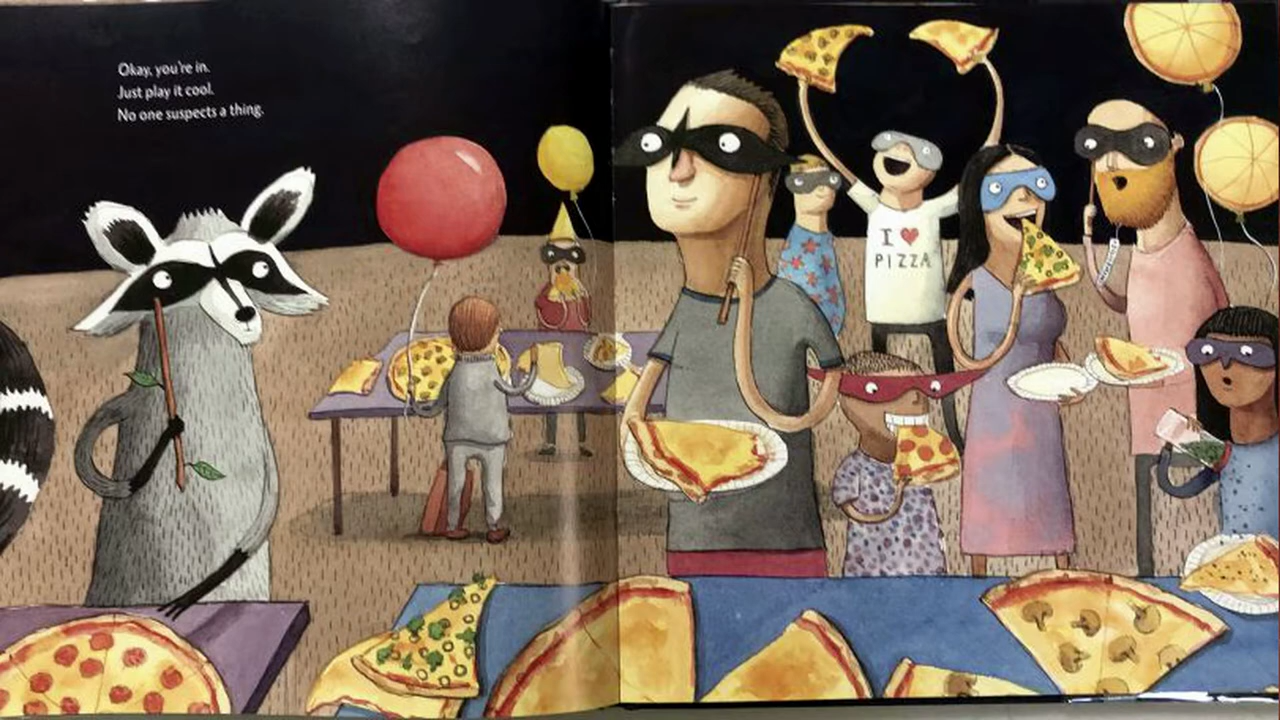 Okay, you're in.
Just play it cool.
No one suspects a thing.
I ♥
PIZZA